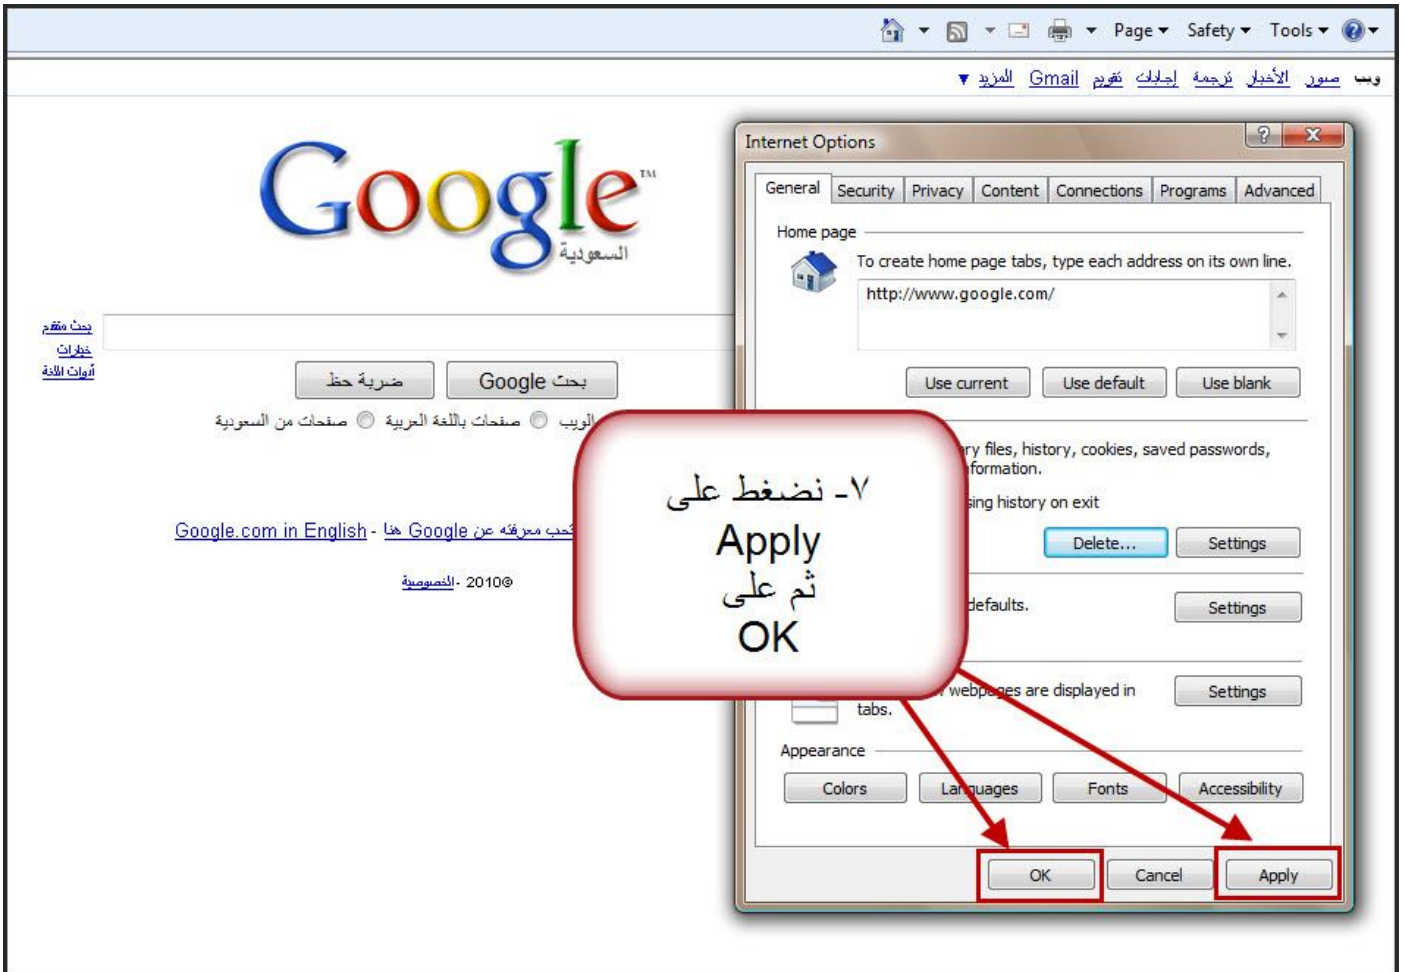 Page Safety Tools
ويب صور الأخبار ترجمة إجابات تقويم Gmail المزيد ▼
Google™
السعودية
بحث متقدم
خيارات
أدوات اللغة
بحث Google ضربة حظ
الويب صفحات باللغة العربية صفحات من السعودية
تحب معرفته عن Google هنا - Google.com in English
©2010 - الخصوصية
Internet Options
General Security Privacy Content Connections Programs Advanced
Home page
To create home page tabs, type each address on its own line.
http://www.google.com/
Use current Use default Use blank
ry files, history, cookies, saved passwords,
formation.
sing history on exit
Delete... Settings
defaults.
Settings
webpages are displayed in
tabs.
Settings
Appearance
Colors Languages Fonts Accessibility
OK Cancel Apply
٧- نضغط على
Apply
ثم على
OK